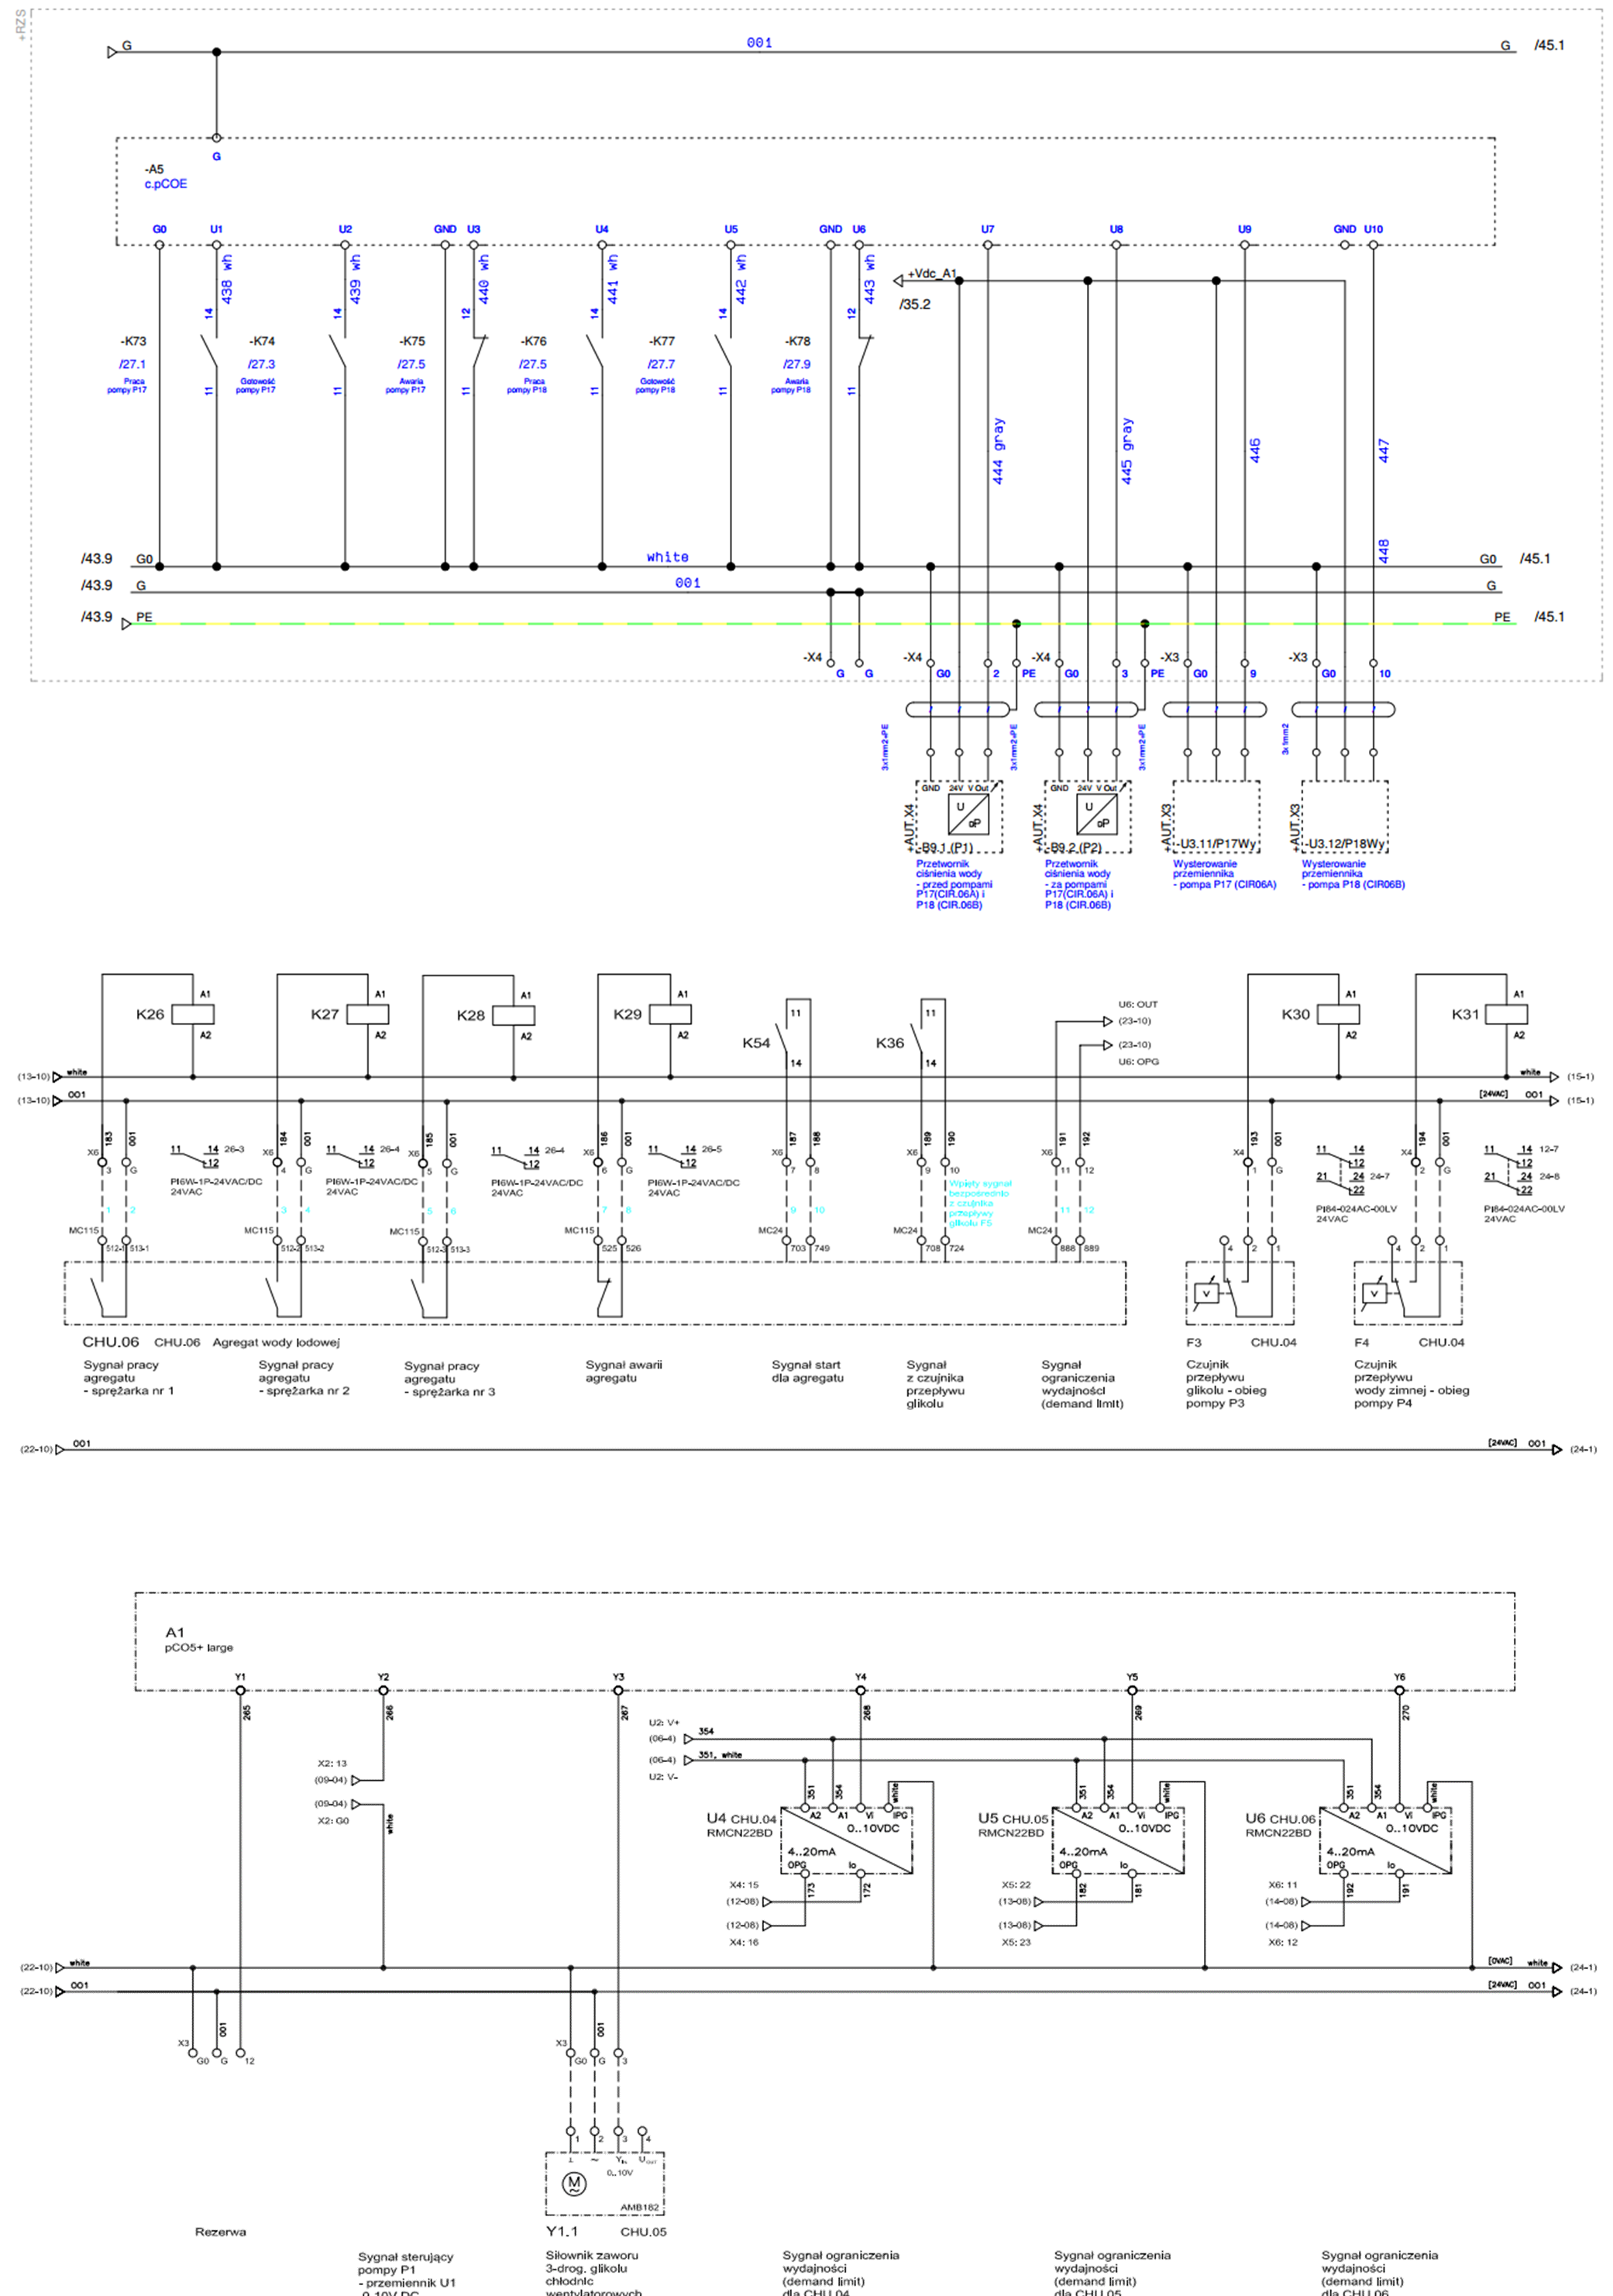 +RZS
G 001 G /45.1
G
-A5
c.pCOE
G0 U1 U2 GND U3 U4 U5 GND U6 U7 U8 U9 GND U10
438 wh 439 wh 440 wh 441 wh 442 wh 443 wh
+Vdc_A1
/35.2
14 14 12 14 14 12
-K73 -K74 -K75 -K76 -K77 -K78
/27.1 /27.3 /27.5 /27.5 /27.7 /27.9
Praca Gotowość Awaria Praca Gotowość Awaria
pompy P17 pompy P17 pompy P17 pompy P18 pompy P18 pompy P18
11 11 11 11 11 11
444 gray 445 gray 446 447
448
/43.9 G0 white G0 /45.1
/43.9 G 001 G
/43.9 PE PE /45.1
-X4 -X4 -X4 -X3 -X3
G G G0 2 PE G0 3 PE G0 9 G0 10
3x1mm2+PE 3x1mm2+PE 3x1mm2+PE 3x1mm2
GND 24V V Out GND 24V V Out
U U
+AUT.X4 +AUT.X4 +AUT.X3 +AUT.X3
-B9.1.(P1) -B9.2.(P2) -U3.11/P17Wy -U3.12/P18Wy
Przetwornik Przetwornik Wysterowanie Wysterowanie
ciśnienia wody ciśnienia wody przemiennika przemiennika
- przed pompami - za pompami - pompa P17 (CIR06A) - pompa P18 (CIR06B)
P17(CIR.06A) i P17(CIR.06A) i
P18 (CIR.06B) P18 (CIR.06B)
A1 A1 A1 A1 U6: OUT A1 A1
K26 K27 K28 K29 11 11 (23-10) K30 K31
A2 A2 A2 A2 K54 K36 (23-10) A2 A2
14 14 U6: OPG
(13-10) white white (15-1)
(13-10) 001 [24VAC] 001 (15-1)
183 001 184 001 185 001 186 001 187 188 189 190 191 192 193 001 194 001
X6 11 14 26-3 X6 11 14 26-4 X6 11 14 26-4 X6 11 14 26-5 X6 X6 X6 X4 11 14 X4 11 14 12-7
12 12 12 12 12 12
3 G 4 G 5 G 6 G 7 8 9 10 11 12 1 G 21 24 24-7 2 G 21 24 24-8
22 22
PI6W-1P-24VAC/DC PI6W-1P-24VAC/DC PI6W-1P-24VAC/DC PI6W-1P-24VAC/DC
24VAC 24VAC 24VAC 24VAC
Wpięty sygnał
bezpośrednio
z czujnika
przepływy
glikolu F5
PI84-024AC-00LV PI84-024AC-00LV
24VAC 24VAC
1 2 3 4 5 6 7 8 9 10 11 12
MC115 MC115 MC115 MC115 MC24 MC24 MC24
512-1 513-1 512-2 513-2 512-3 513-3 525 526 703 749 708 724 888 889 4 2 1 4 2 1
V V
CHU.06 CHU.06 Agregat wody lodowej F3 CHU.04 F4 CHU.04
Sygnał pracy Sygnał pracy Sygnał pracy Sygnał awarii Sygnał start Sygnał Sygnał Czujnik Czujnik
agregatu agregatu agregatu agregatu dla agregatu z czujnika ograniczenia przepływu przepływu
- sprężarka nr 1 - sprężarka nr 2 - sprężarka nr 3 przepływu wydajności glikolu - obieg wody zimnej - obieg
glikolu (demand limit) pompy P3 pompy P4
(22-10) 001 [24VAC] 001 (24-1)
A1
pCO5+ large
Y1 Y2 Y3 Y4 Y5 Y6
265 266 267 268 269 270
U2: V+
(06-4) 354
(06-4) 351, white
U2: V-
X2: 13
(09-04)
(09-04)
X2: G0
white
351 354 white 351 354 white 351 354 white
U4 CHU.04 A2 A1 Vi IPG U5 CHU.05 A2 A1 Vi IPG U6 CHU.06 A2 A1 Vi IPG
RMCN22BD 0..10VDC RMCN22BD 0..10VDC RMCN22BD 0..10VDC
4..20mA 4..20mA 4..20mA
OPG Io OPG Io OPG Io
X4: 15 173 172 X5: 22 182 181 X6: 11 192 191
(12-08) (13-08) (14-08)
(12-08) (13-08) (14-08)
X4: 16 X5: 23 X6: 12
(22-10) white [0VAC] white (24-1)
(22-10) 001 [24VAC] 001 (24-1)
001 001
X3 X3
G0 G 12 G0 G 3
1 2 3 4
0..10V
M
AMB182
Rezerwa Y1.1 CHU.05
Sygnał sterujący Siłownik zaworu Sygnał ograniczenia Sygnał ograniczenia Sygnał ograniczenia
pompy P1 3-drog. glikolu wydajności wydajności wydajności
- przemiennik U1 chłodnic (demand limit) (demand limit) (demand limit)
0-10V DC wentylatorowych dla CHU.04 dla CHU.05 dla CHU.06